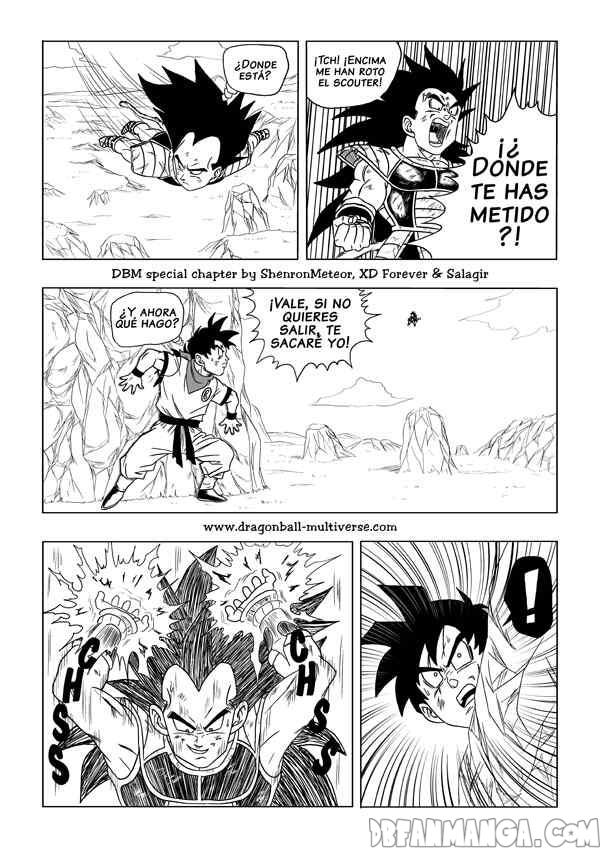 ¿DONDE
ESTÁ?
¡TCH! ¡ENCIMA
ME HAN ROTO
EL SCOUTER!
¡¿
DONDE
TE HAS
METIDO
?!
DBM special chapter by ShenronMeteor, XD Forever & Salagir
¿Y AHORA
QUÉ HAGO?
¡VALE, SI NO
QUIERES
SALIR, TE
SACARÉ YO!
www.dragonball-multiverse.com
CHSS
CHSS
!
DBFANMANGA.COM